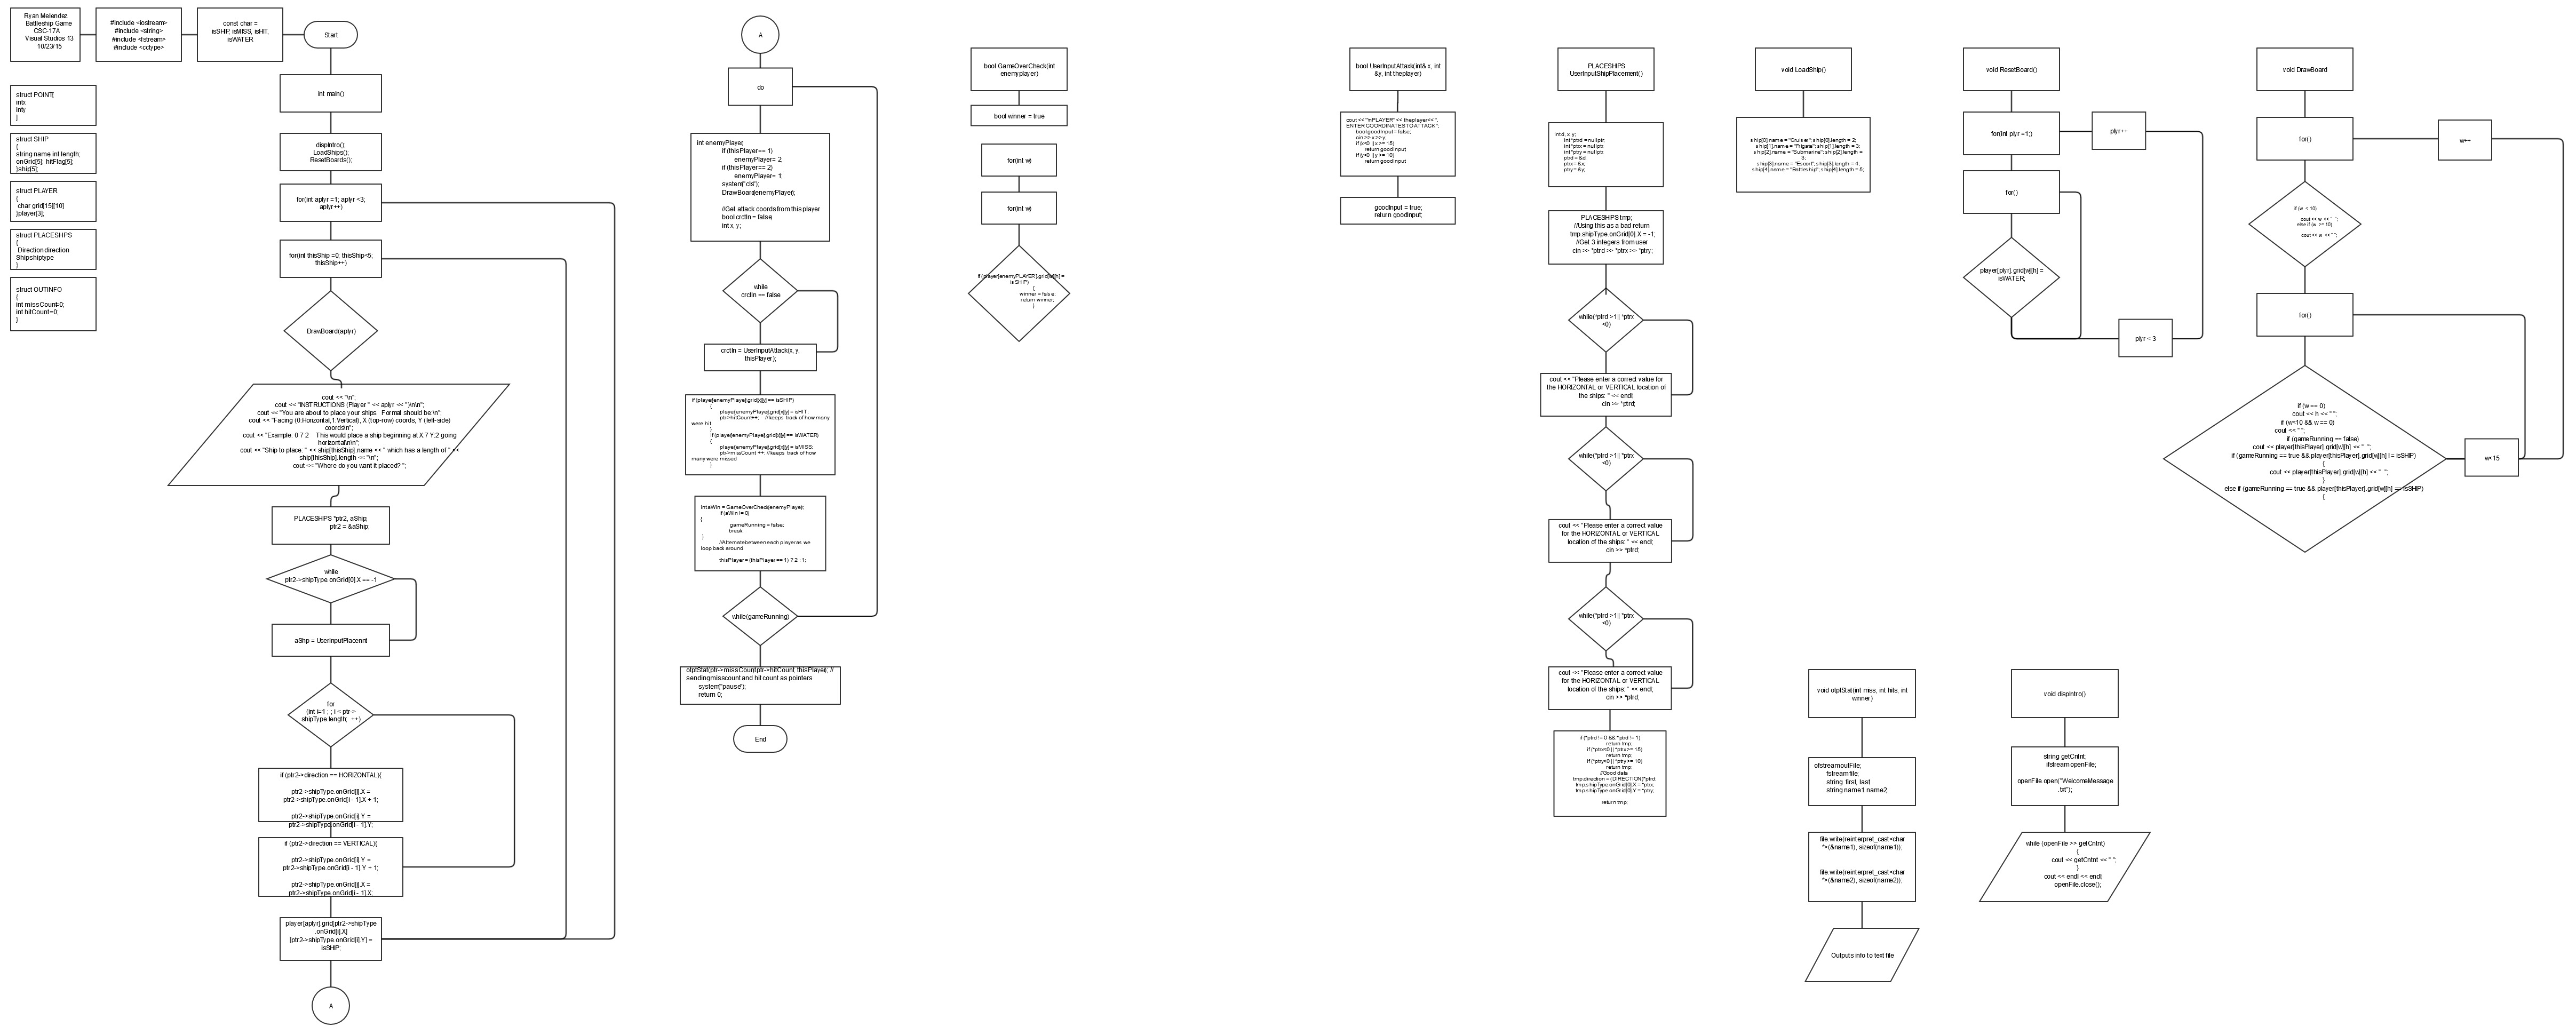 Ryan Melendez
Battleship Game
CSC-17A
Visual Studios 13
10/23/15
#include <iostream>
#include <string>
#include <fstream>
#include <cctype>
const char =
isSHIP, isMISS, isHIT,
isWATER
Start
struct POINT{
intx
inty
}
struct SHIP
{
string name; int length;
onGrid[5]; hitFlag[5];
}ship[5];
struct PLAYER
{
char grid[15][10]
}player[3];
struct PLACESHPS
{
Direction direction
Ship shiptype
}
struct OUTINFO
{
int missCount=0;
int hitCount=0;
}
int main()
dispIntro();
LoadShips();
ResetBoards();
for(int aplyr =1; aplyr <3;
aplyr++)
for(int thisShip =0; thisShip<5;
thisShip++)
DrawBoard(aplyr)
cout << "\n";
cout << "INSTRUCTIONS (Player " << aplyr << ")\n\n";
cout << "You are about to place your ships.  Format should be:\n";
cout << "Facing (0:Horizontal,1:Vertical), X (top-row) coords, Y (left-side)
coords\n";
cout << "Example: 0 7 2    This would place a ship beginning at X:7 Y:2 going
horizontal\n\n";
cout << "Ship to place: " << ship[thisShip].name << " which has a length of " <<
ship[thisShip].length << "\n";
cout << "Where do you want it placed? ";
PLACESHIPS *ptr2, aShip;
ptr2 = &aShip;
while
ptr2->shipType.onGrid[0].X == -1
aShp = UserInputPlacemnt
for
(int i=1 ; ; i < ptr->
shipType.length;  ++)
if (ptr2->direction == HORIZONTAL){
ptr2->shipType.onGrid[i].X =
ptr2->shipType.onGrid[i - 1].X + 1;
ptr2->shipType.onGrid[i].Y =
ptr2->shipType.onGrid[i - 1].Y;
if (ptr2->direction == VERTICAL){
ptr2->shipType.onGrid[i].Y =
ptr2->shipType.onGrid[i - 1].Y + 1;
ptr2->shipType.onGrid[i].X =
ptr2->shipType.onGrid[i - 1].X;
player[aplyr].grid[ptr2->shipType
.onGrid[i].X]
[ptr2->shipType.onGrid[i].Y] =
isSHIP;
A
A
do
int enemyPlayer;
if (thisPlayer == 1)
enemyPlayer = 2;
if (thisPlayer == 2)
enemyPlayer = 1;
system("cls");
DrawBoard(enemyPlayer);
//Get attack coords from this player
bool crctIn = false;
int x, y;
while
crctIn == false
crctIn = UserInputAttack(x, y,
thisPlayer);
if (player[enemyPlayer].grid[x][y] == isSHIP)
{
player[enemyPlayer].grid[x][y] = isHIT;
ptr->hitCount++;    // keeps track of how many
were hit
}
if (player[enemyPlayer].grid[x][y] == isWATER)
{
player[enemyPlayer].grid[x][y] = isMISS;
ptr->missCount ++; //keeps track of how
many were missed
}
int aWin = GameOverCheck(enemyPlayer);
if (aWin != 0)
{
gameRunning = false;
break;
}
//Alternate between each player as we
loop back around
thisPlayer = (thisPlayer == 1) ? 2 : 1;
while(gameRunning)
otptStat(ptr->missCount,ptr->hitCount, thisPlayer); //
sending misscount and hit count as pointers
system("pause");
return 0;
End
bool GameOverCheck(int
enemyplayer)
bool winner = true
for(int w)
for(int w)
if (player[enemyPLAYER].grid[w][h] =
is SHIP)
{
winner = false;
return winner;
}
bool UserInputAttaxk(int& x, int
&y, int theplayer)
cout << "\nPLAYER" << theplayer<< ",
ENTER COORDINATES TO ATTACK ";
bool goodInput = false;
cin >> x >> y;
if (x<0 || x >= 15)
return goodInput;
if (y<0 || y >= 10)
return goodInput;
goodInput = true;
return goodInput;
PLACESHIPS
UserInputShipPlacement()
int d, x, y;
int *ptrd = nullptr;
int *ptrx = nullptr;
int *ptry = nullptr;
ptrd = &d;
ptrx = &x;
ptry = &y;
PLACESHIPS tmp;
//Using this as a bad return
tmp.shipType.onGrid[0].X = -1;
//Get 3 integers from user
cin >> *ptrd >> *ptrx >> *ptry;
while(*ptrd >1|| *ptrx
<0)
cout << "Please enter a correct value for
the HORIZONTAL or VERTICAL location of
the ships: " << endl;
cin >> *ptrd;
while(*ptrd >1|| *ptrx
<0)
cout << "Please enter a correct value
for the HORIZONTAL or VERTICAL
location of the ships: " << endl;
cin >> *ptrd;
while(*ptrd >1|| *ptrx
<0)
cout << "Please enter a correct value
for the HORIZONTAL or VERTICAL
location of the ships: " << endl;
cin >> *ptrd;
if (*ptrd != 0 && *ptrd != 1)
return tmp;
if (*ptrx<0 || *ptrx>= 15)
return tmp;
if (*ptry<0 || *ptry>= 10)
return tmp;
//Good data
tmp.direction = (DIRECTION)*ptrd;
tmp.shipType.onGrid[0].X = *ptrx;
tmp.shipType.onGrid[0].Y = *ptry;
return tmp;
void LoadShip()
ship[0].name = "Cruiser"; ship[0].length = 2;
ship[1].name = "Frigate"; ship[1].length = 3;
ship[2].name = "Submarine"; ship[2].length =
3;
ship[3].name = "Escort"; ship[3].length = 4;
ship[4].name = "Battleship"; ship[4].length = 5;
void ResetBoard()
for(int plyr =1;)
plyr++
for()
player[plyr].grid[w][h] =
isWATER;
plyr < 3
void DrawBoard
for()
w++
if (w < 10)
cout << w << "  ";
else if (w >= 10)
cout << w  << " ";
for()
if (w == 0)
cout << h << " ";
if (w<10 && w == 0)
cout << " ";
if (gameRunning == false)
cout << player[thisPlayer].grid[w][h] << "  ";
if (gameRunning == true && player[thisPlayer].grid[w][h] != isSHIP)
{
cout << player[thisPlayer].grid[w][h] << "  ";
}
else if (gameRunning == true && player[thisPlayer].grid[w][h] == isSHIP)
{
w<15
void otptStat(int miss, int hits, int
winner)
ofstream outFile;
fstream file;
string first, last;
string name1, name2
file.write(reinterpret_cast<char
*>(&name1), sizeof(name1));
file.write(reinterpret_cast<char
*>(&name2), sizeof(name2));
Outputs info to text file
void dispIntro()
string getCntnt;
ifstream openFile;
openFile.open("WelcomeMessage
.txt");
while (openFile >> getCntnt)
{
cout << getCntnt << " ";
}
cout << endl << endl;
openFile.close();